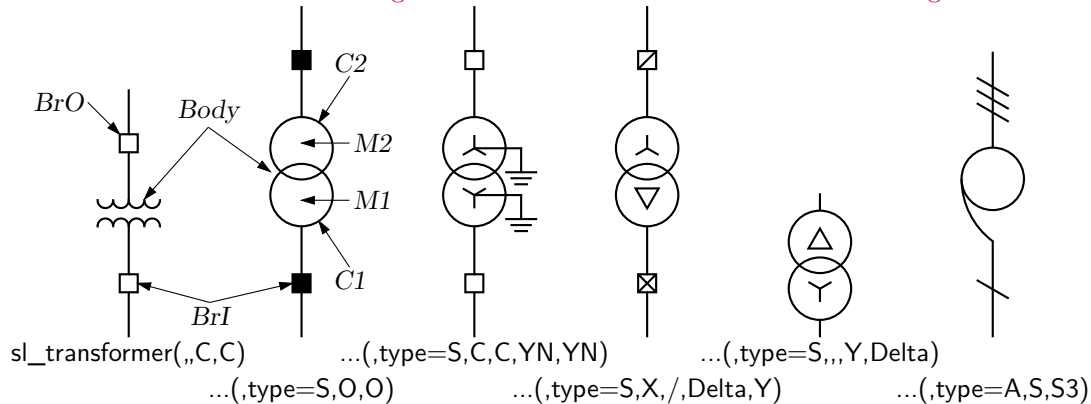 C2
BrO
Body
M2
M1
C1
BrI
sl_transformer(,,C,C)
...(,type=S,C,C,YN,YN)
...(,type=S,,,Y,Delta)
...(,type=S,O,O)
...(,type=S,X,/,Delta,Y)
...(,type=A,S,S3)